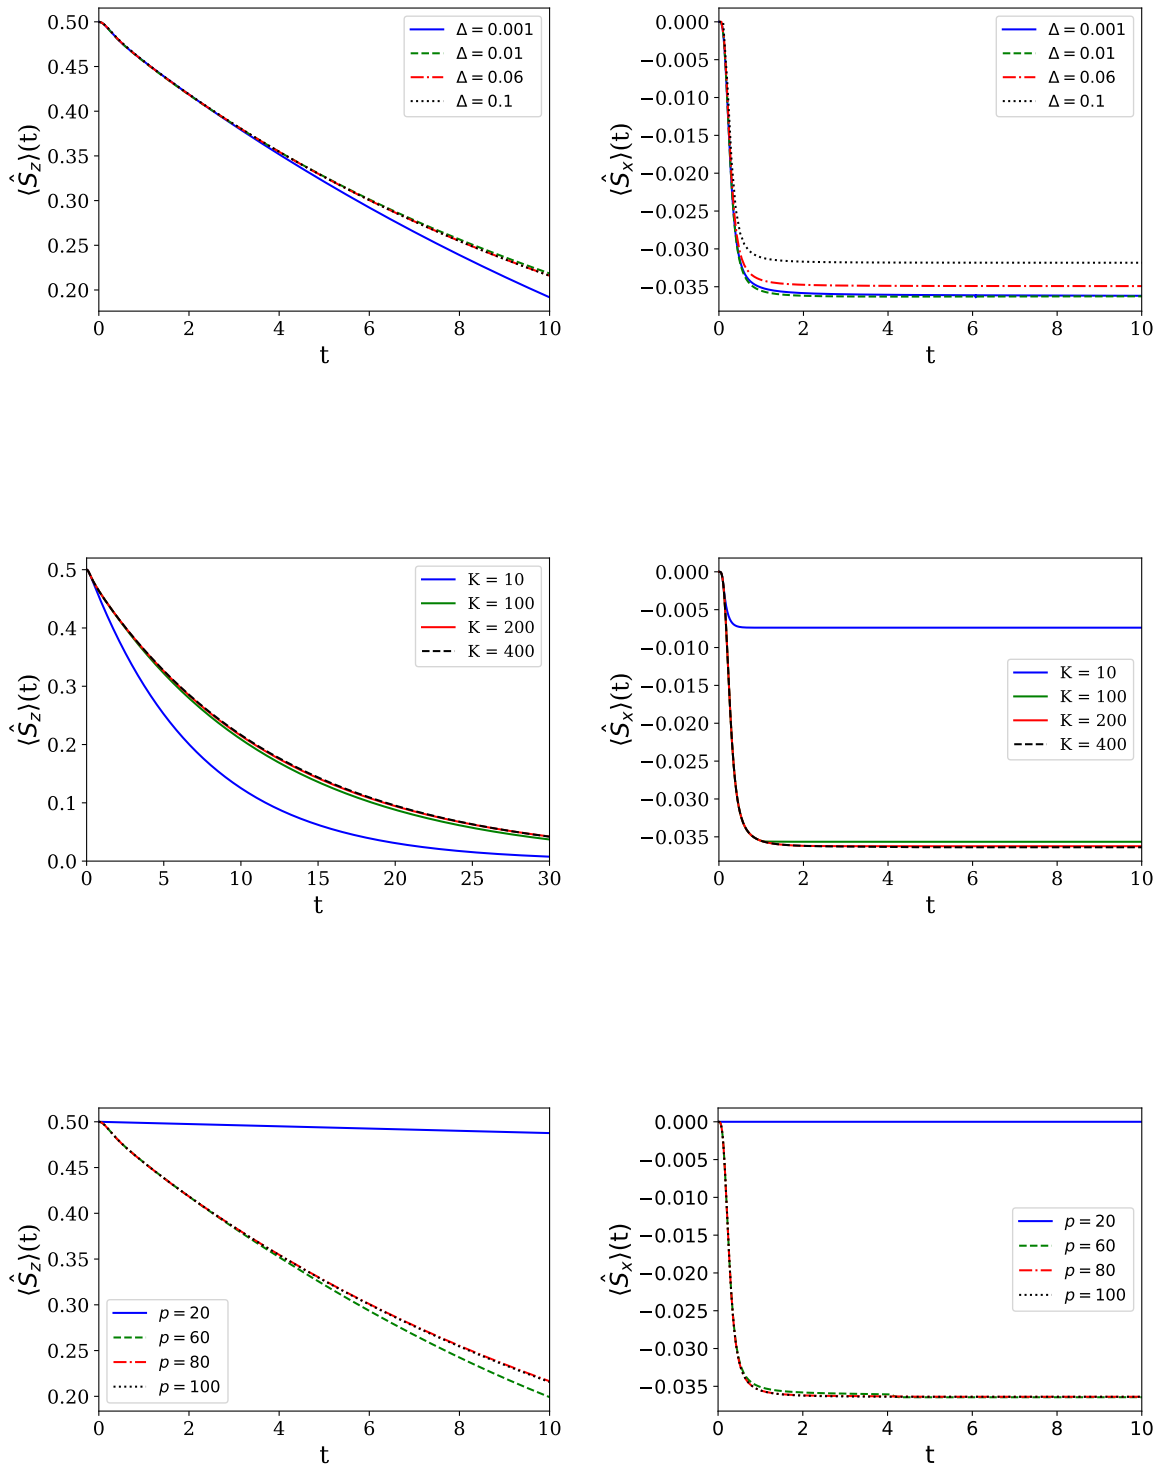 0.50
0.45
0.40
0.35
0.30
0.25
0.20
0
2
4
6
8
10
t
⟨Ŝz⟩(t)
Δ = 0.001
Δ = 0.01
Δ = 0.06
Δ = 0.1
0.000
−0.005
−0.010
−0.015
−0.020
−0.025
−0.030
−0.035
0
2
4
6
8
10
t
⟨Ŝx⟩(t)
Δ = 0.001
Δ = 0.01
Δ = 0.06
Δ = 0.1
0.5
0.4
0.3
0.2
0.1
0.0
0
5
10
15
20
25
30
t
⟨Ŝz⟩(t)
K = 10
K = 100
K = 200
K = 400
0.000
−0.005
−0.010
−0.015
−0.020
−0.025
−0.030
−0.035
0
2
4
6
8
10
t
⟨Ŝx⟩(t)
K = 10
K = 100
K = 200
K = 400
0.50
0.45
0.40
0.35
0.30
0.25
0.20
0
2
4
6
8
10
t
⟨Ŝz⟩(t)
p = 20
p = 60
p = 80
p = 100
0.000
−0.005
−0.010
−0.015
−0.020
−0.025
−0.030
−0.035
0
2
4
6
8
10
t
⟨Ŝx⟩(t)
p = 20
p = 60
p = 80
p = 100